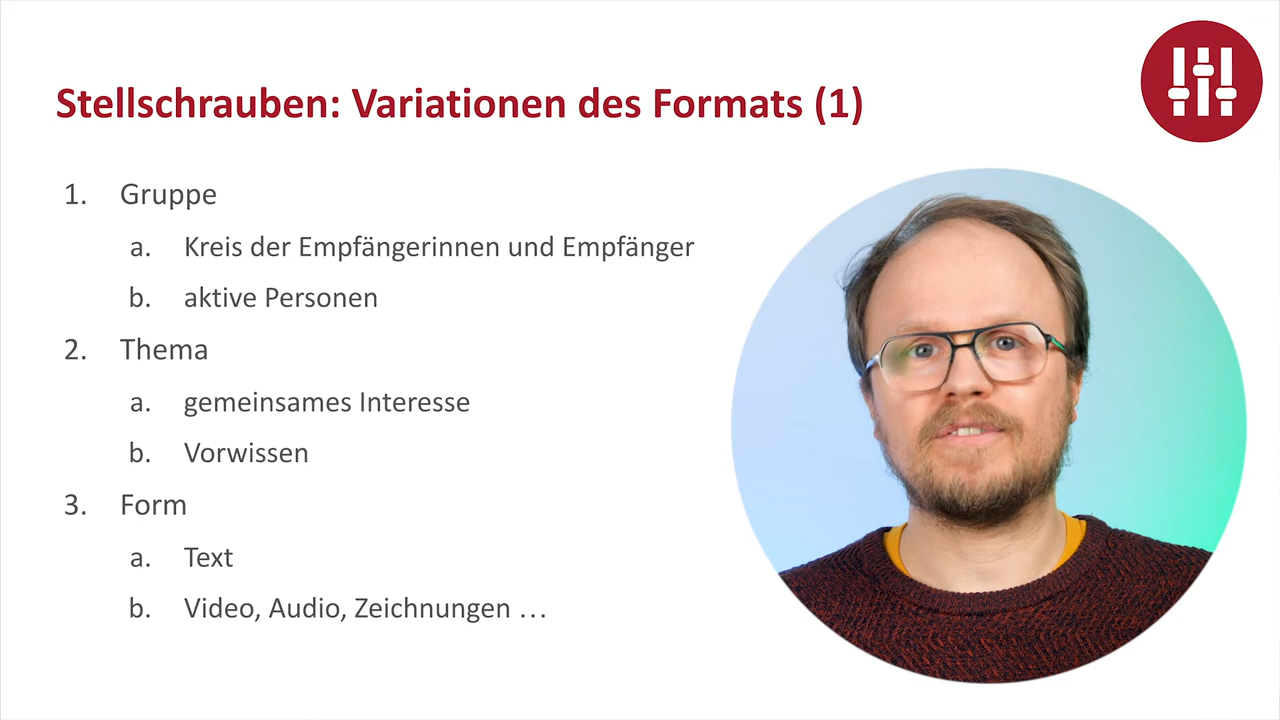 Stellschrauben: Variationen des Formats (1)
1. Gruppe
a. Kreis der Empfängerinnen und Empfänger
b. aktive Personen
2. Thema
a. gemeinsames Interesse
b. Vorwissen
3. Form
a. Text
b. Video, Audio, Zeichnungen …